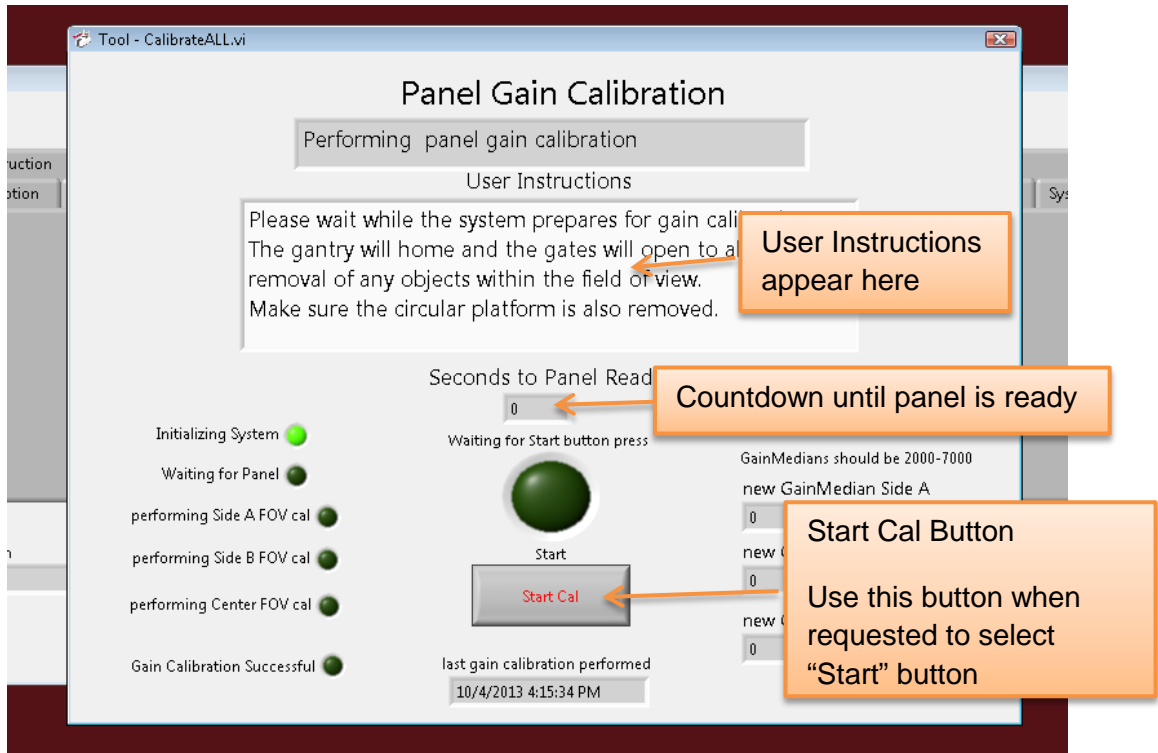 Tool - CalibrateALL.vi
Panel Gain Calibration
Performing panel gain calibration
User Instructions
Please wait while the system prepares for gain
The gantry will home and the gates will open to
removal of any objects within the field of view.
Make sure the circular platform is also removed.
User Instructions
appear here
Seconds to Panel
0
Countdown until panel is ready
Initializing System
Waiting for Panel
performing Side A FOV cal
performing Side B FOV cal
performing Center FOV cal
Gain Calibration Successful
Waiting for Start button press
Start
Start Cal
last gain calibration performed
10/4/2013 4:15:34 PM
GainMedians should be 2000-7000
new GainMedian Side A
0
new
0
new
0
Start Cal Button
Use this button when
requested to select
“Start” button